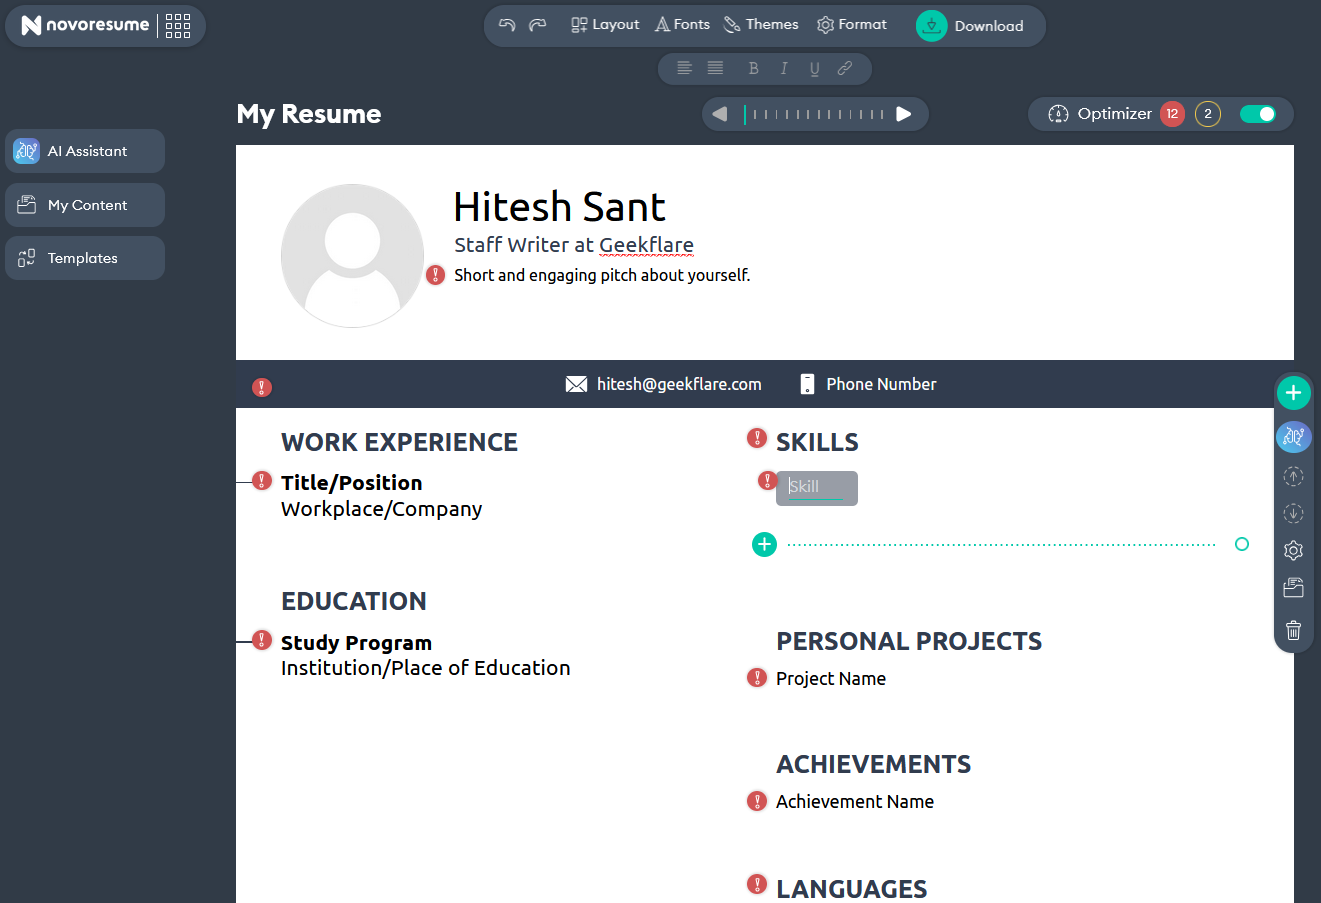 novoresume
Layout
Fonts
Themes
Format
Download
B I U
My Resume
Optimizer 12 2
AI Assistant
My Content
Templates
Hitesh Sant
Staff Writer at Geekflare
Short and engaging pitch about yourself.
hitesh@geekflare.com
Phone Number
WORK EXPERIENCE
Title/Position
Workplace/Company
EDUCATION
Study Program
Institution/Place of Education
SKILLS
Skill
PERSONAL PROJECTS
Project Name
ACHIEVEMENTS
Achievement Name
LANGUAGES